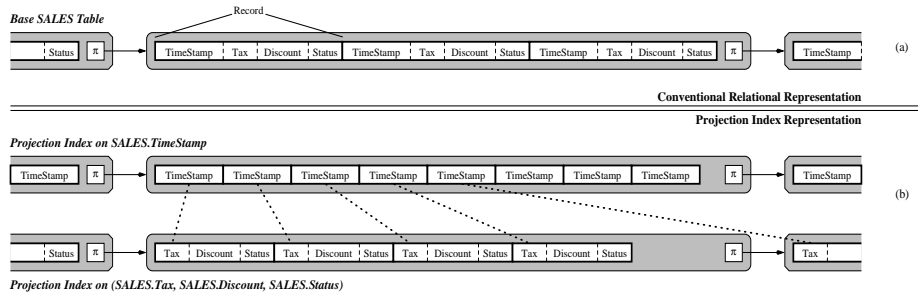 Base SALES Table
Record
Status π TimeStamp Tax Discount Status TimeStamp Tax Discount Status TimeStamp Tax Discount Status π TimeStamp (a)
Conventional Relational Representation
Projection Index Representation
Projection Index on SALES.TimeStamp
TimeStamp π TimeStamp TimeStamp TimeStamp TimeStamp TimeStamp TimeStamp TimeStamp TimeStamp π TimeStamp
(b)
Status π Tax Discount Status Tax Discount Status Tax Discount Status Tax Discount Status π Tax
Projection Index on (SALES.Tax, SALES.Discount, SALES.Status)